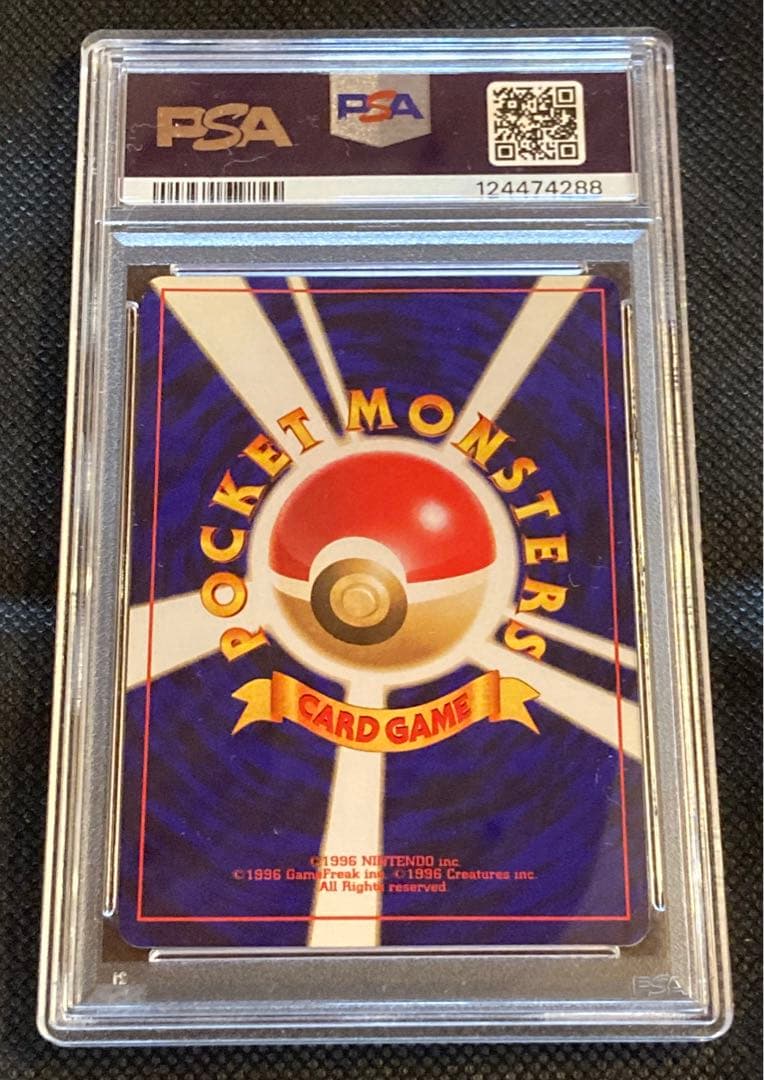 PSA
PSA
124474288
POCKET MONSTERS
CARD GAME
©1996 NINTENDO inc.
©1996 GameFreak inc. ©1996 Creatures inc.
All Rights reserved.
PSA